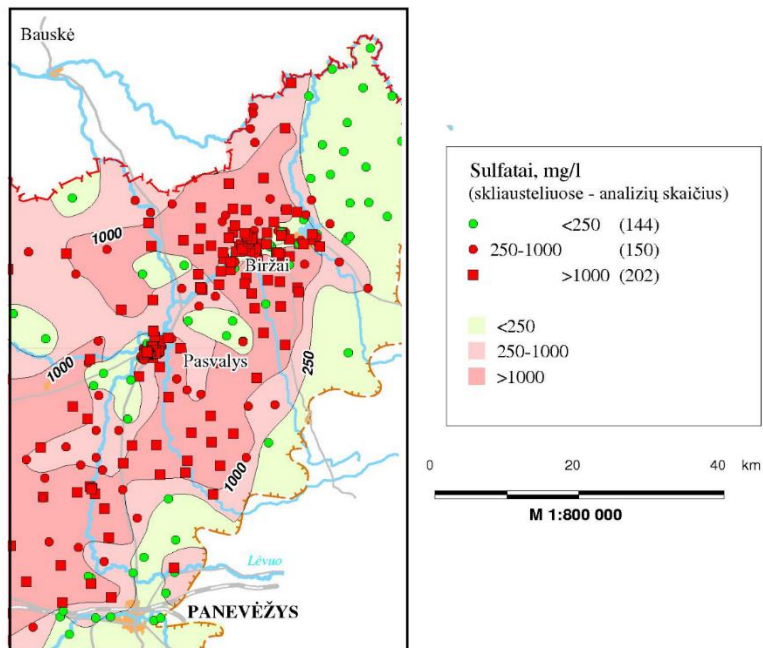 Bauskė
1000
Biržai
250
Pasvalys
1000
1000
Lėvuo
PANEVĖŽYS
Sulfatai, mg/l
(skliausteliuose - analizių skaičius)
<250 (144)
250-1000 (150)
>1000 (202)
<250
250-1000
>1000
0 20 40 km
M 1:800 000